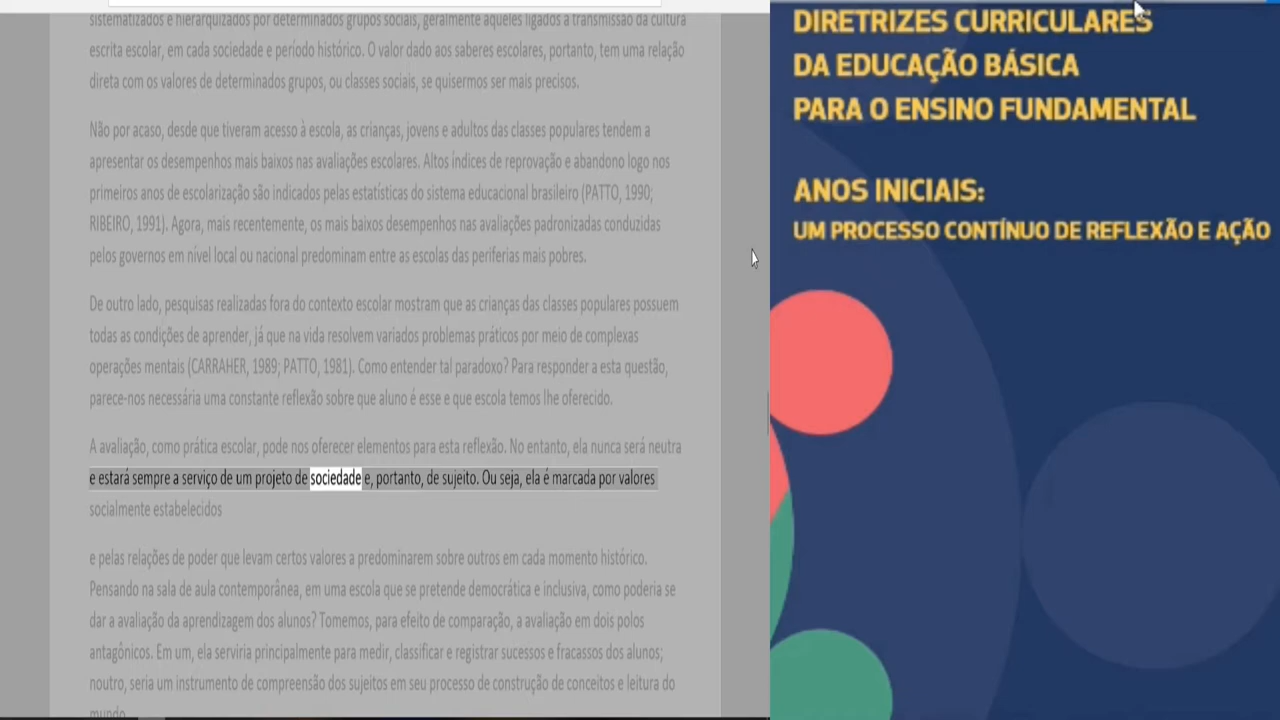 sistematizados e hierarquizados por determinados grupos sociais, geralmente aqueles ligados à transmissão da cultura
escrita escolar, em cada sociedade e período histórico. O valor dado aos saberes escolares, portanto, tem uma relação
direta com os valores de determinados grupos, ou classes sociais, se quisermos ser mais precisos.
Não por acaso, desde que tiveram acesso à escola, as crianças, jovens e adultos das classes populares tendem a
apresentar os desempenhos mais baixos nas avaliações escolares. Altos índices de reprovação e abandono logo nos
primeiros anos de escolarização são indicados pelas estatísticas do sistema educacional brasileiro (PATTO, 1990;
RIBEIRO, 1991). Agora, mais recentemente, os mais baixos desempenhos nas avaliações padronizadas conduzidas
pelos governos em nível local ou nacional predominam entre as escolas das periferias mais pobres.
De outro lado, pesquisas realizadas fora do contexto escolar mostram que as crianças das classes populares possuem
todas as condições de aprender, já que na vida resolvem variados problemas práticos por meio de complexas
operações mentais (CARRAHER, 1989; PATTO, 1981). Como entender tal paradoxo? Para responder a esta questão,
parece-nos necessária uma constante reflexão sobre que aluno é esse e que escola temos lhe oferecido.
A avaliação, como prática escolar, pode nos oferecer elementos para esta reflexão. No entanto, ela nunca será neutra
e estará sempre a serviço de um projeto de sociedade e, portanto, de sujeito. Ou seja, ela é marcada por valores
socialmente estabelecidos
e pelas relações de poder que levam certos valores a predominarem sobre outros em cada momento histórico.
Pensando na sala de aula contemporânea, em uma escola que se pretende democrática e inclusiva, como poderia se
dar a avaliação da aprendizagem dos alunos? Tomemos, para efeito de comparação, a avaliação em dois polos
antagônicos. Em um, ela serviria principalmente para medir, classificar e registrar sucessos e fracassos dos alunos;
noutro, seria um instrumento de compreensão dos sujeitos em seu processo de construção de conceitos e leitura do
mundo.
DIRETRIZES CURRICULARES
DA EDUCAÇÃO BÁSICA
PARA O ENSINO FUNDAMENTAL
ANOS INICIAIS:
UM PROCESSO CONTÍNUO DE REFLEXÃO E AÇÃO